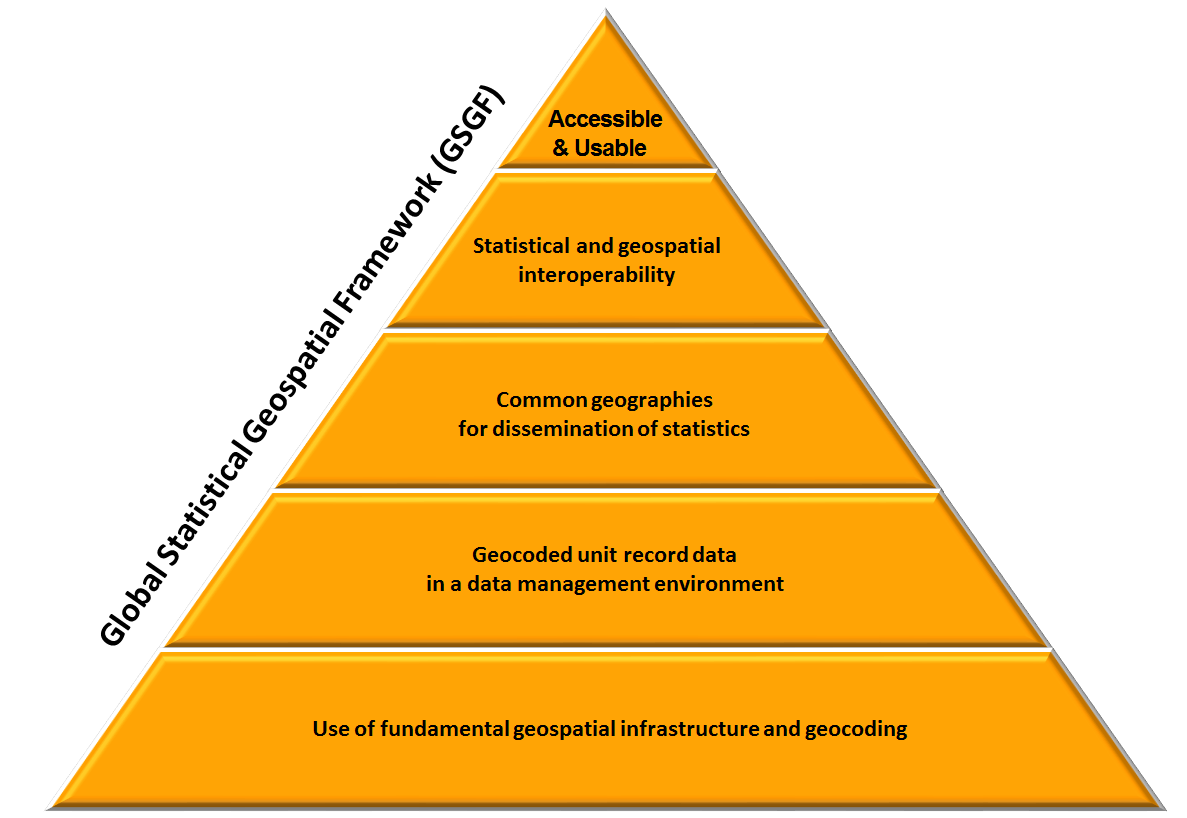 Global Statistical Geospatial Framework (GSGF)
Accessible
& Usable
Statistical and geospatial
interoperability
Common geographies
for dissemination of statistics
Geocoded unit record data
in a data management environment
Use of fundamental geospatial infrastructure and geocoding